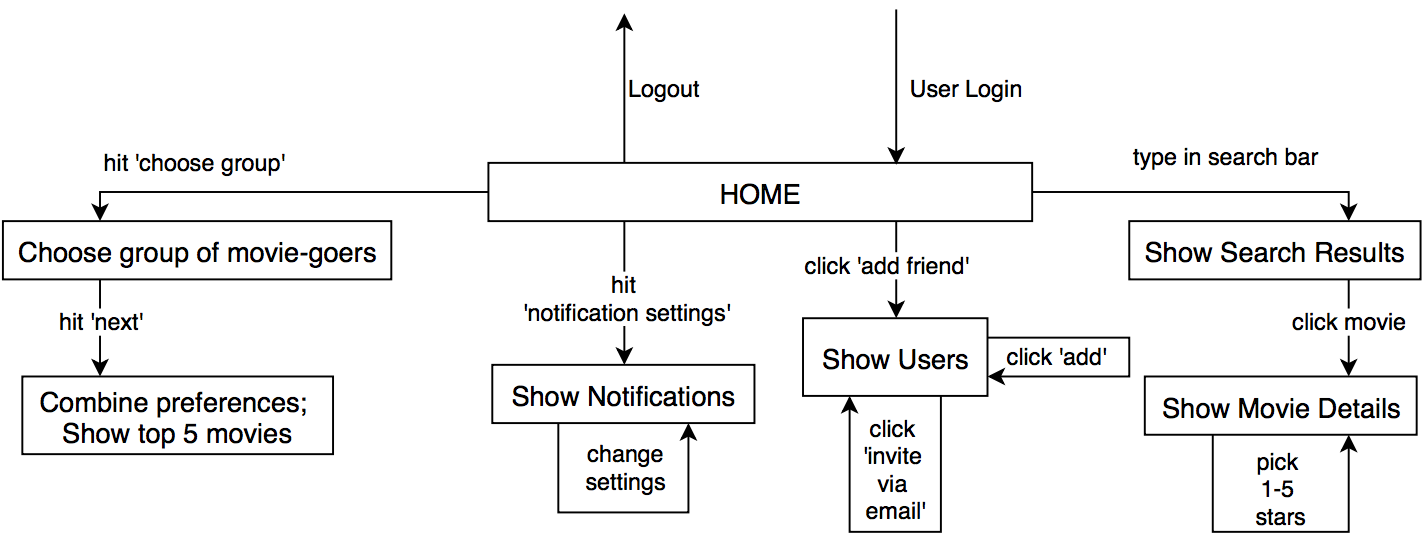 Logout
User Login
hit 'choose group'
type in search bar
HOME
Choose group of movie-goers
Show Search Results
click 'add friend'
hit
'notification settings'
hit 'next'
click movie
Show Users
click 'add'
Show Notifications
Combine preferences;
Show top 5 movies
Show Movie Details
change
settings
click
'invite
via
email'
pick
1-5
stars